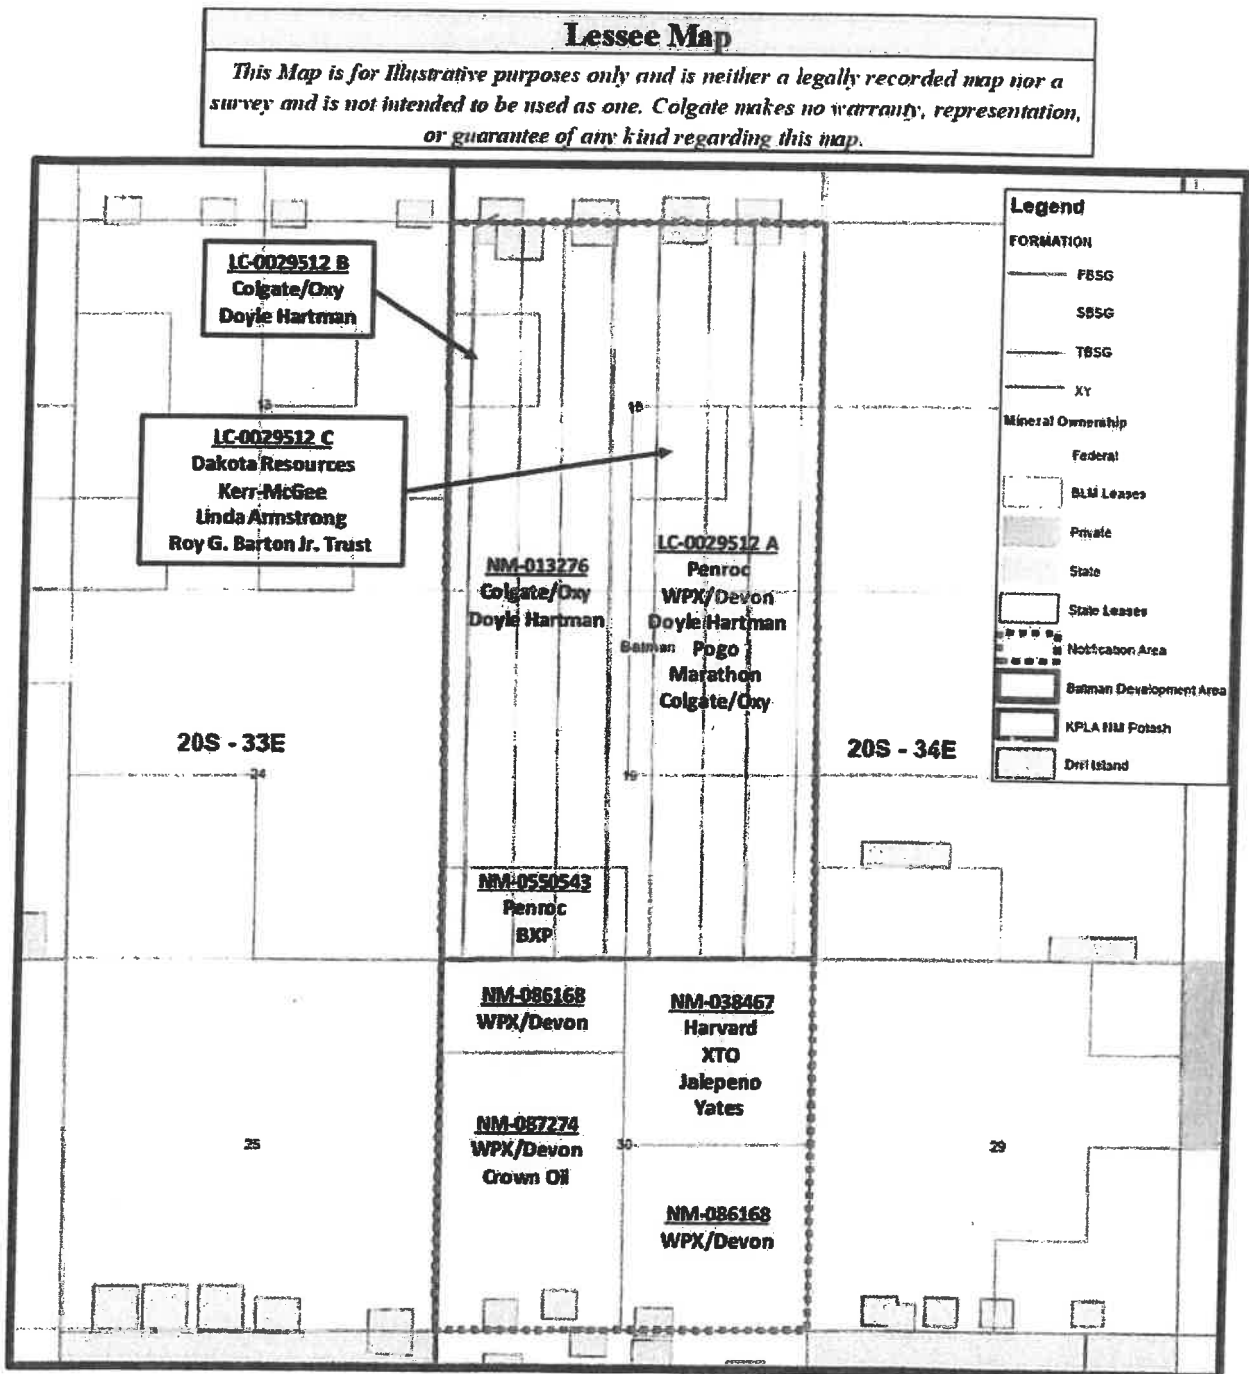 Lessee Map
This Map is for Illustrative purposes only and is neither a legally recorded map nor a
survey and is not intended to be used as one. Colgate makes no warranty, representation,
or guarantee of any kind regarding this map.
Legend
FORMATION
FBSG
SBSG
TBSG
XY
Mineral Ownership
Federal
BLM Leases
Private
State
State Leases
Notification Area
Batman Development Area
KPLA NM Potash
Drill Island
LC-0029512 B
Colgate/Oxy
Doyle Hartman
13
18
LC-0029512 C
Dakota Resources
Kerr-McGee
Linda Armstrong
Roy G. Barton Jr. Trust
NM-013276
Colgate/Oxy
Doyle Hartman
LC-0029512 A
Penroc
WPX/Devon
Doyle Hartman
Pogo
Marathon
Colgate/Oxy
Batman
20S - 33E
20S - 34E
24
19
NM-0550543
Penroc
BXP
NM-086168
WPX/Devon
NM-038467
Harvard
XTO
Jalepeno
Yates
NM-087274
WPX/Devon
Crown Oil
25
30
29
NM-086168
WPX/Devon